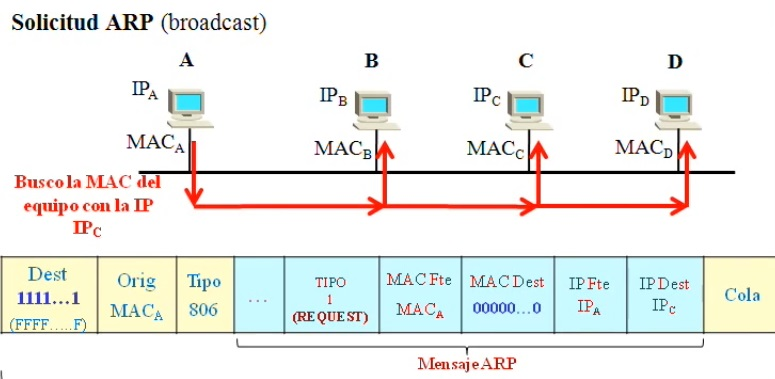 Solicitud ARP (broadcast)
A B C D
IPA IPB IPC IPD
MACA MACB MACC MACD
Busco la MAC del
equipo con la IP
IPC
Dest
1111...1
(FFFF.....F)
Orig
MACA
Tipo
806
...
TIPO
1
(REQUEST)
MAC Fte
MACA
MAC Dest
00000...0
IP Fte
IPA
IP Dest
IPC
Cola
Mensaje ARP